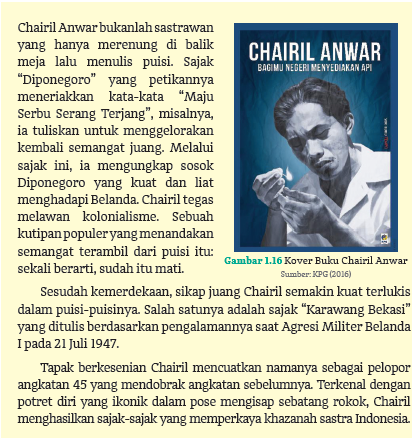 Chairil Anwar bukanlah sastrawan
yang hanya merenung di balik
meja lalu menulis puisi. Sajak
“Diponegoro” yang petikannya
meneriakkan kata-kata “Maju
Serbu Serang Terjang”, misalnya,
ia tuliskan untuk menggelorakan
kembali semangat juang. Melalui
sajak ini, ia mengungkap sosok
Diponegoro yang kuat dan liat
menghadapi Belanda. Chairil tegas
melawan kolonialisme. Sebuah
kutipan populer yang menandakan
semangat terambil dari puisi itu:
sekali berarti, sudah itu mati.
CHAIRIL ANWAR
BAGIMU NEGERI MENYEDIAKAN API
Gambar 1.16 Kover Buku Chairil Anwar
Sumber: KPG (2016)
Sesudah kemerdekaan, sikap juang Chairil semakin kuat terlukis
dalam puisi-puisinya. Salah satunya adalah sajak “Karawang Bekasi”
yang ditulis berdasarkan pengalamannya saat Agresi Militer Belanda
I pada 21 Juli 1947.
Tapak berkesenian Chairil mencuatkan namanya sebagai pelopor
angkatan 45 yang mendobrak angkatan sebelumnya. Terkenal dengan
potret diri yang ikonik dalam pose mengisap sebatang rokok, Chairil
menghasilkan sajak-sajak yang memperkaya khazanah sastra Indonesia.